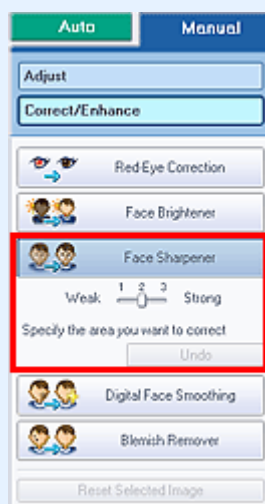 Auto Manual
Adjust
Correct/Enhance
Red-Eye Correction
Face Brightener
Face Sharpener
1 2 3
Weak Strong
Specify the area you want to correct
Undo
Digital Face Smoothing
Blemish Remover
Reset Selected Image